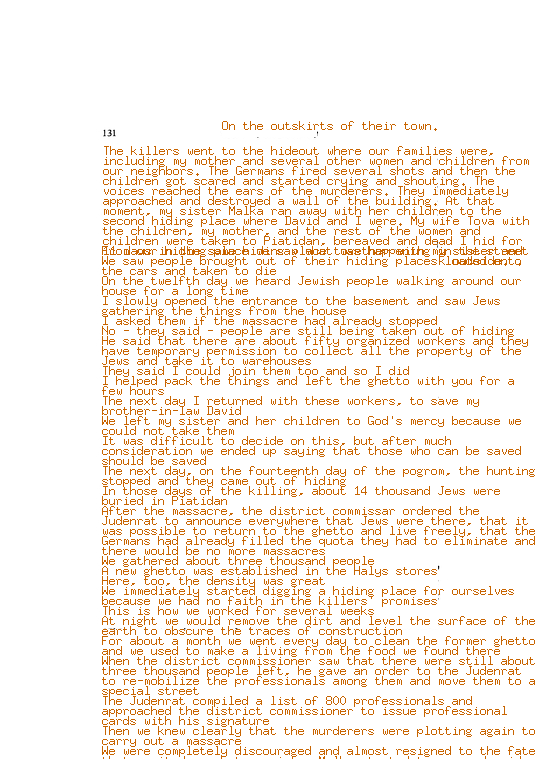 On the outskirts of their town.
131
The killers went to the hideout where our families were,
including my mother and several other women and children from
our neighbors. The Germans fired several shots and then the
children got scared and started crying and shouting. The
voices reached the ears of the murderers. They immediately
approached and destroyed a wall of the building. At that
moment, my sister Malka ran away with her children to the
second hiding place where David and I were. My wife Tova with
the children, my mother, and the rest of the women and
children were taken to Piatidan, bereaved and dead I hid for
We saw people brought out of their hiding places
the cars and taken to die
On the twelfth day we heard Jewish people walking around our
house for a long time
I slowly opened the entrance to the basement and saw Jews
gathering the things from the house
I asked them if the massacre had already stopped
No - they said - people are still being taken out of hiding
He said that there are about fifty organized workers and they
have temporary permission to collect all the property of the
Jews and take it to warehouses
They said I could join them too and so I did
I helped pack the things and left the ghetto with you for a
few hours
The next day I returned with these workers, to save my
brother-in-law David
We left my sister and her children to God's mercy because we
could not take them
It was difficult to decide on this, but after much
consideration we ended up saying that those who can be saved
should be saved
The next day, on the fourteenth day of the pogrom, the hunting
stopped and they came out of hiding
In those days of the killing, about 14 thousand Jews were
buried in Piatidan
After the massacre, the district commissar ordered the
Judenrat to announce everywhere that Jews were there, that it
was possible to return to the ghetto and live freely, that the
Germans had already filled the quota they had to eliminate and
there would be no more massacres
We gathered about three thousand people
A new ghetto was established in the Halys stores'
Here, too, the density was great
We immediately started digging a hiding place for ourselves
because we had no faith in the killers' promises
This is how we worked for several weeks
At night we would remove the dirt and level the surface of the
earth to obscure the traces of construction
For about a month we went every day to clean the former ghetto
and we used to make a living from the food we found there
When the district commissioner saw that there were still about
three thousand people left, he gave an order to the Judenrat
to re-mobilize the professionals among them and move them to a
special street
The Judenrat compiled a list of 800 professionals and
approached the district commissioner to issue professional
cards with his signature
Then we knew clearly that the murderers were plotting again to
carry out a massacre
We were completely discouraged and almost resigned to the fate